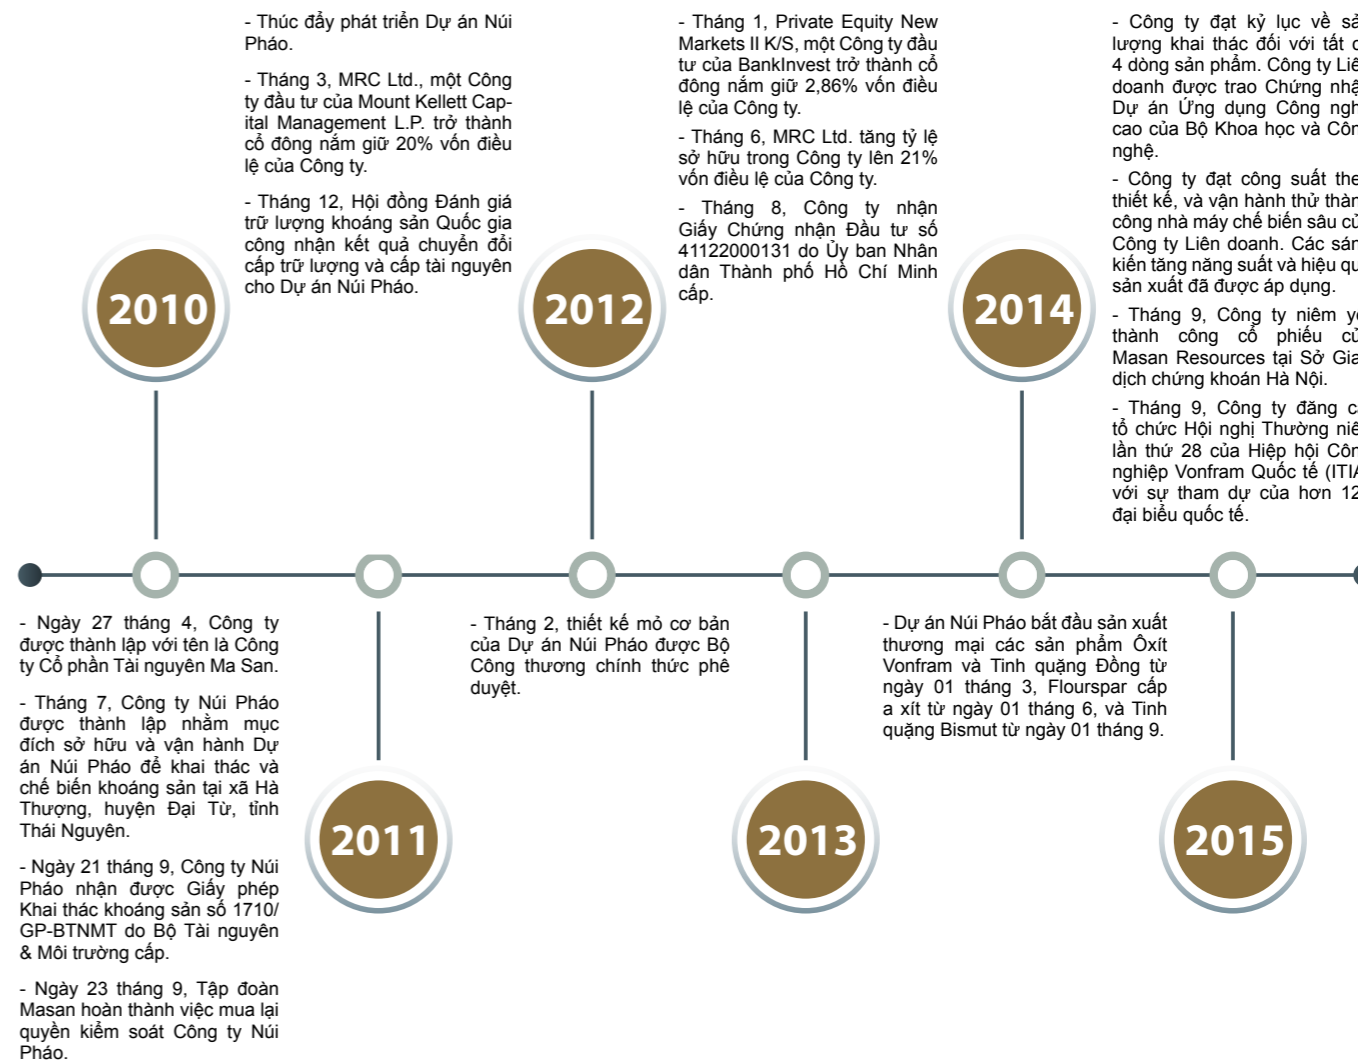 2010
- Ngày 27 tháng 4, Công ty
được thành lập với tên là Công
ty Cổ phần Tài nguyên Ma San.
- Tháng 7, Công ty Núi Pháo
được thành lập nhằm mục
đích sở hữu và vận hành Dự
án Núi Pháo để khai thác và
chế biến khoáng sản tại xã Hà
Thượng, huyện Đại Từ, tỉnh
Thái Nguyên.
- Ngày 21 tháng 9, Công ty Núi
Pháo nhận được Giấy phép
Khai thác khoáng sản số 1710/
GP-BTNMT do Bộ Tài nguyên
& Môi trường cấp.
- Ngày 23 tháng 9, Tập đoàn
Masan hoàn thành việc mua lại
quyền kiểm soát Công ty Núi
Pháo.
- Thúc đẩy phát triển Dự án Núi
Pháo.
- Tháng 3, MRC Ltd., một Công
ty đầu tư của Mount Kellett Cap-
ital Management L.P. trở thành
cổ đông nắm giữ 20% vốn điều
lệ của Công ty.
- Tháng 12, Hội đồng Đánh giá
trữ lượng khoáng sản Quốc gia
công nhận kết quả chuyển đổi
cấp trữ lượng và cấp tài nguyên
cho Dự án Núi Pháo.
2011
2012
- Tháng 2, thiết kế mỏ cơ bản
của Dự án Núi Pháo được Bộ
Công thương chính thức phê
duyệt.
- Tháng 1, Private Equity New
Markets II K/S, một Công ty đầu
tư của BankInvest trở thành cổ
đông nắm giữ 2,86% vốn điều
lệ của Công ty.
- Tháng 6, MRC Ltd. tăng tỷ lệ
sở hữu trong Công ty lên 21%
vốn điều lệ của Công ty.
- Tháng 8, Công ty nhận
Giấy Chứng nhận Đầu tư số
41122000131 do Ủy ban Nhân
dân Thành phố Hồ Chí Minh
cấp.
2013
2014
- Dự án Núi Pháo bắt đầu sản xuất
thương mại các sản phẩm Ôxít
Vonfram và Tinh quặng Đồng từ
ngày 01 tháng 3, Flourspar cấp
a xít từ ngày 01 tháng 6, và Tinh
quặng Bismut từ ngày 01 tháng 9.
- Công ty đạt kỷ lục về
lượng khai thác đối với tất
4 dòng sản phẩm. Công ty
doanh được trao Chứng
Dự án Ứng dụng Công
cao của Bộ Khoa học và
nghệ.
- Công ty đạt công suất
thiết kế, và vận hành thử
công nhà máy chế biến sâu
Công ty Liên doanh. Các
kiến tăng năng suất và hiệu
sản xuất đã được áp dụng.
- Tháng 9, Công ty niêm
thành công cổ phiếu
Masan Resources tại Sở
dịch chứng khoán Hà Nội.
- Tháng 9, Công ty đăng
tổ chức Hội nghị Thường
lần thứ 28 của Hiệp hội
nghiệp Vonfram Quốc tế
với sự tham dự của hơn
đại biểu quốc tế.
2015